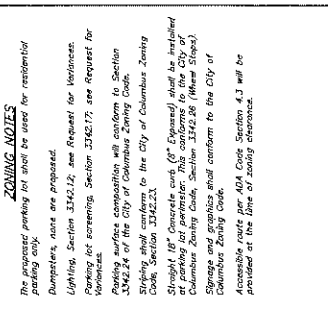 ZONING NOTES
The proposed parking lot shall be used for residential
parking only.
Dumpsters, none are proposed.
Lighting, Section 3342.12; see Request for Variances.
Parking lot screening, Section 3342.17; see Request for
Variances
Parking surface composition will conform to Section
3342.24 of the City of Columbus Zoning Code.
Striping shall conform to the City of Columbus Zoning
Code, Section 3342.23.
Straight 18" Concrete curb (8" Exposed) shall be installed
at parking lot perimeter. This conforms to the City of
Columbus Zoning Code, Section 3342.26 (Wheel Stops).
Signage and graphics shall conform to the City of
Columbus Zoning Code.
Accessible route per ADA Code Section 4.3 will be
provided at the time of zoning clearance.